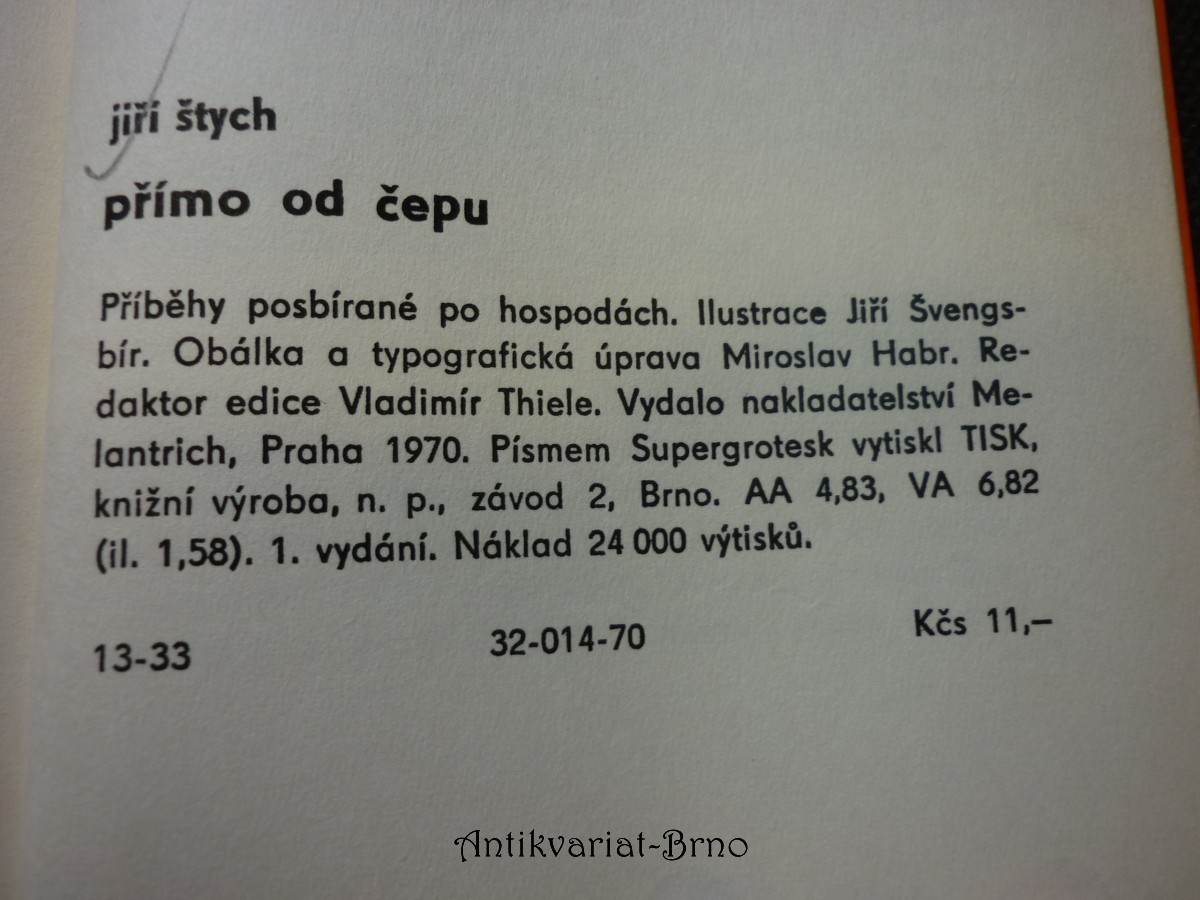 jiří štych
přímo od čepu
Příběhy posbírané po hospodách. Ilustrace Jiří Švengs-
bír. Obálka a typografická úprava Miroslav Habr. Re-
daktor edice Vladimír Thiele. Vydalo nakladatelství Me-
lantrich, Praha 1970. Písmem Supergrotesk vytiskl TISK,
knižní výroba, n. p., závod 2, Brno. AA 4,83, VA 6,82
(il. 1,58). 1. vydání. Náklad 24 000 výtisků.
13-33 32-014-70 Kčs 11,—
Antikvariat-Brno